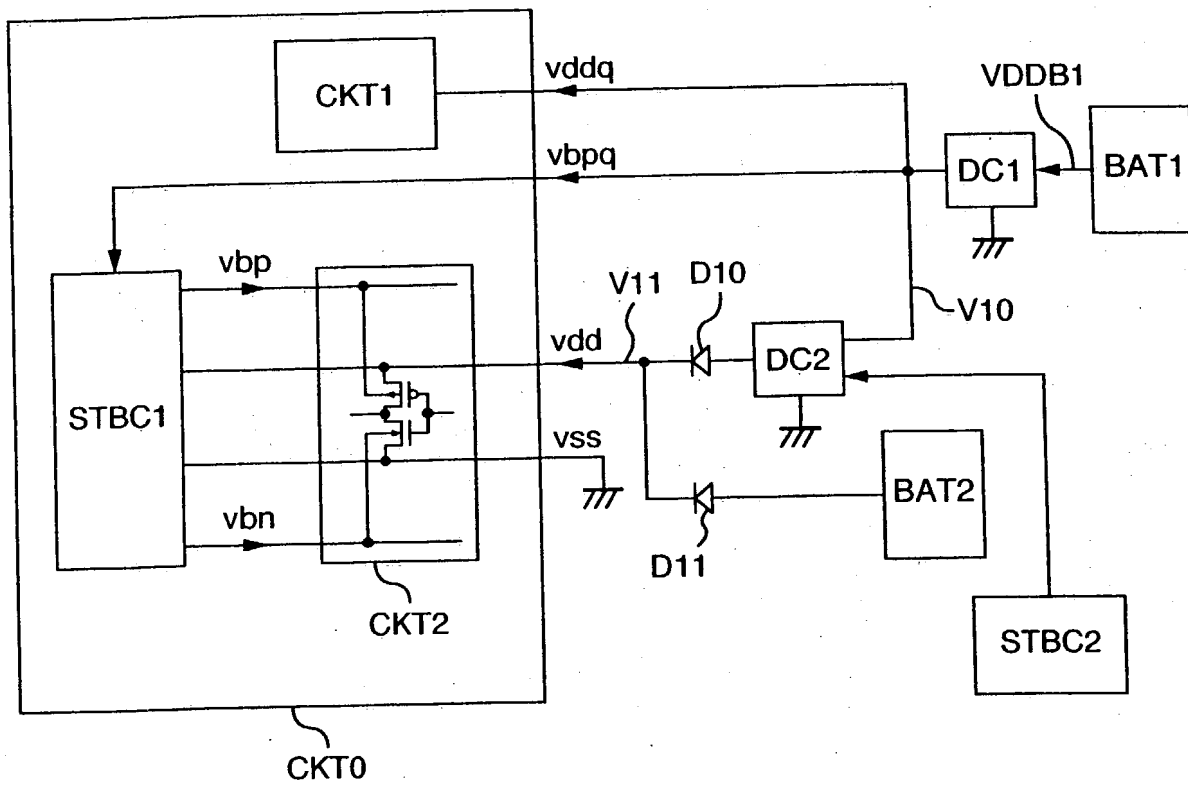 CKT1
vddq
VDDB1
DC1
BAT1
vbpq
vbp
V11
D10
V10
vdd
DC2
STBC1
vss
BAT2
vbn
D11
CKT2
STBC2
CKT0